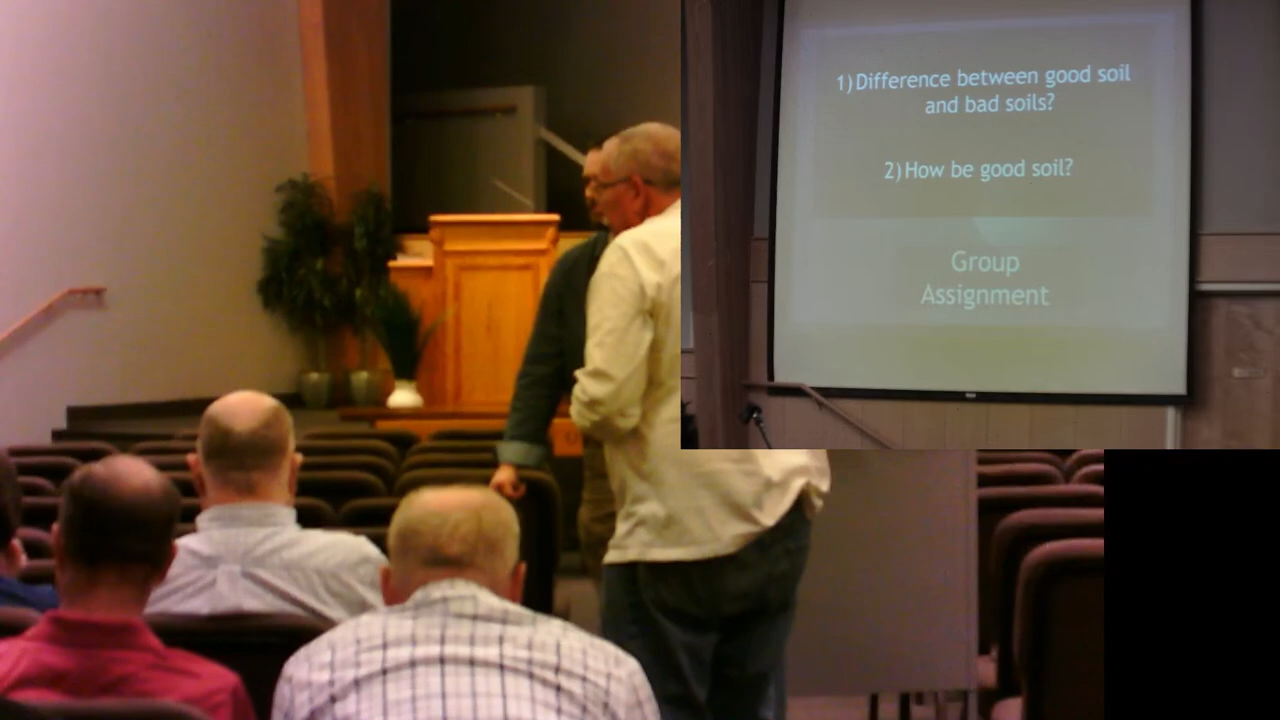 1) Difference between good soil
and bad soils?
2) How be good soil?
Group
Assignment